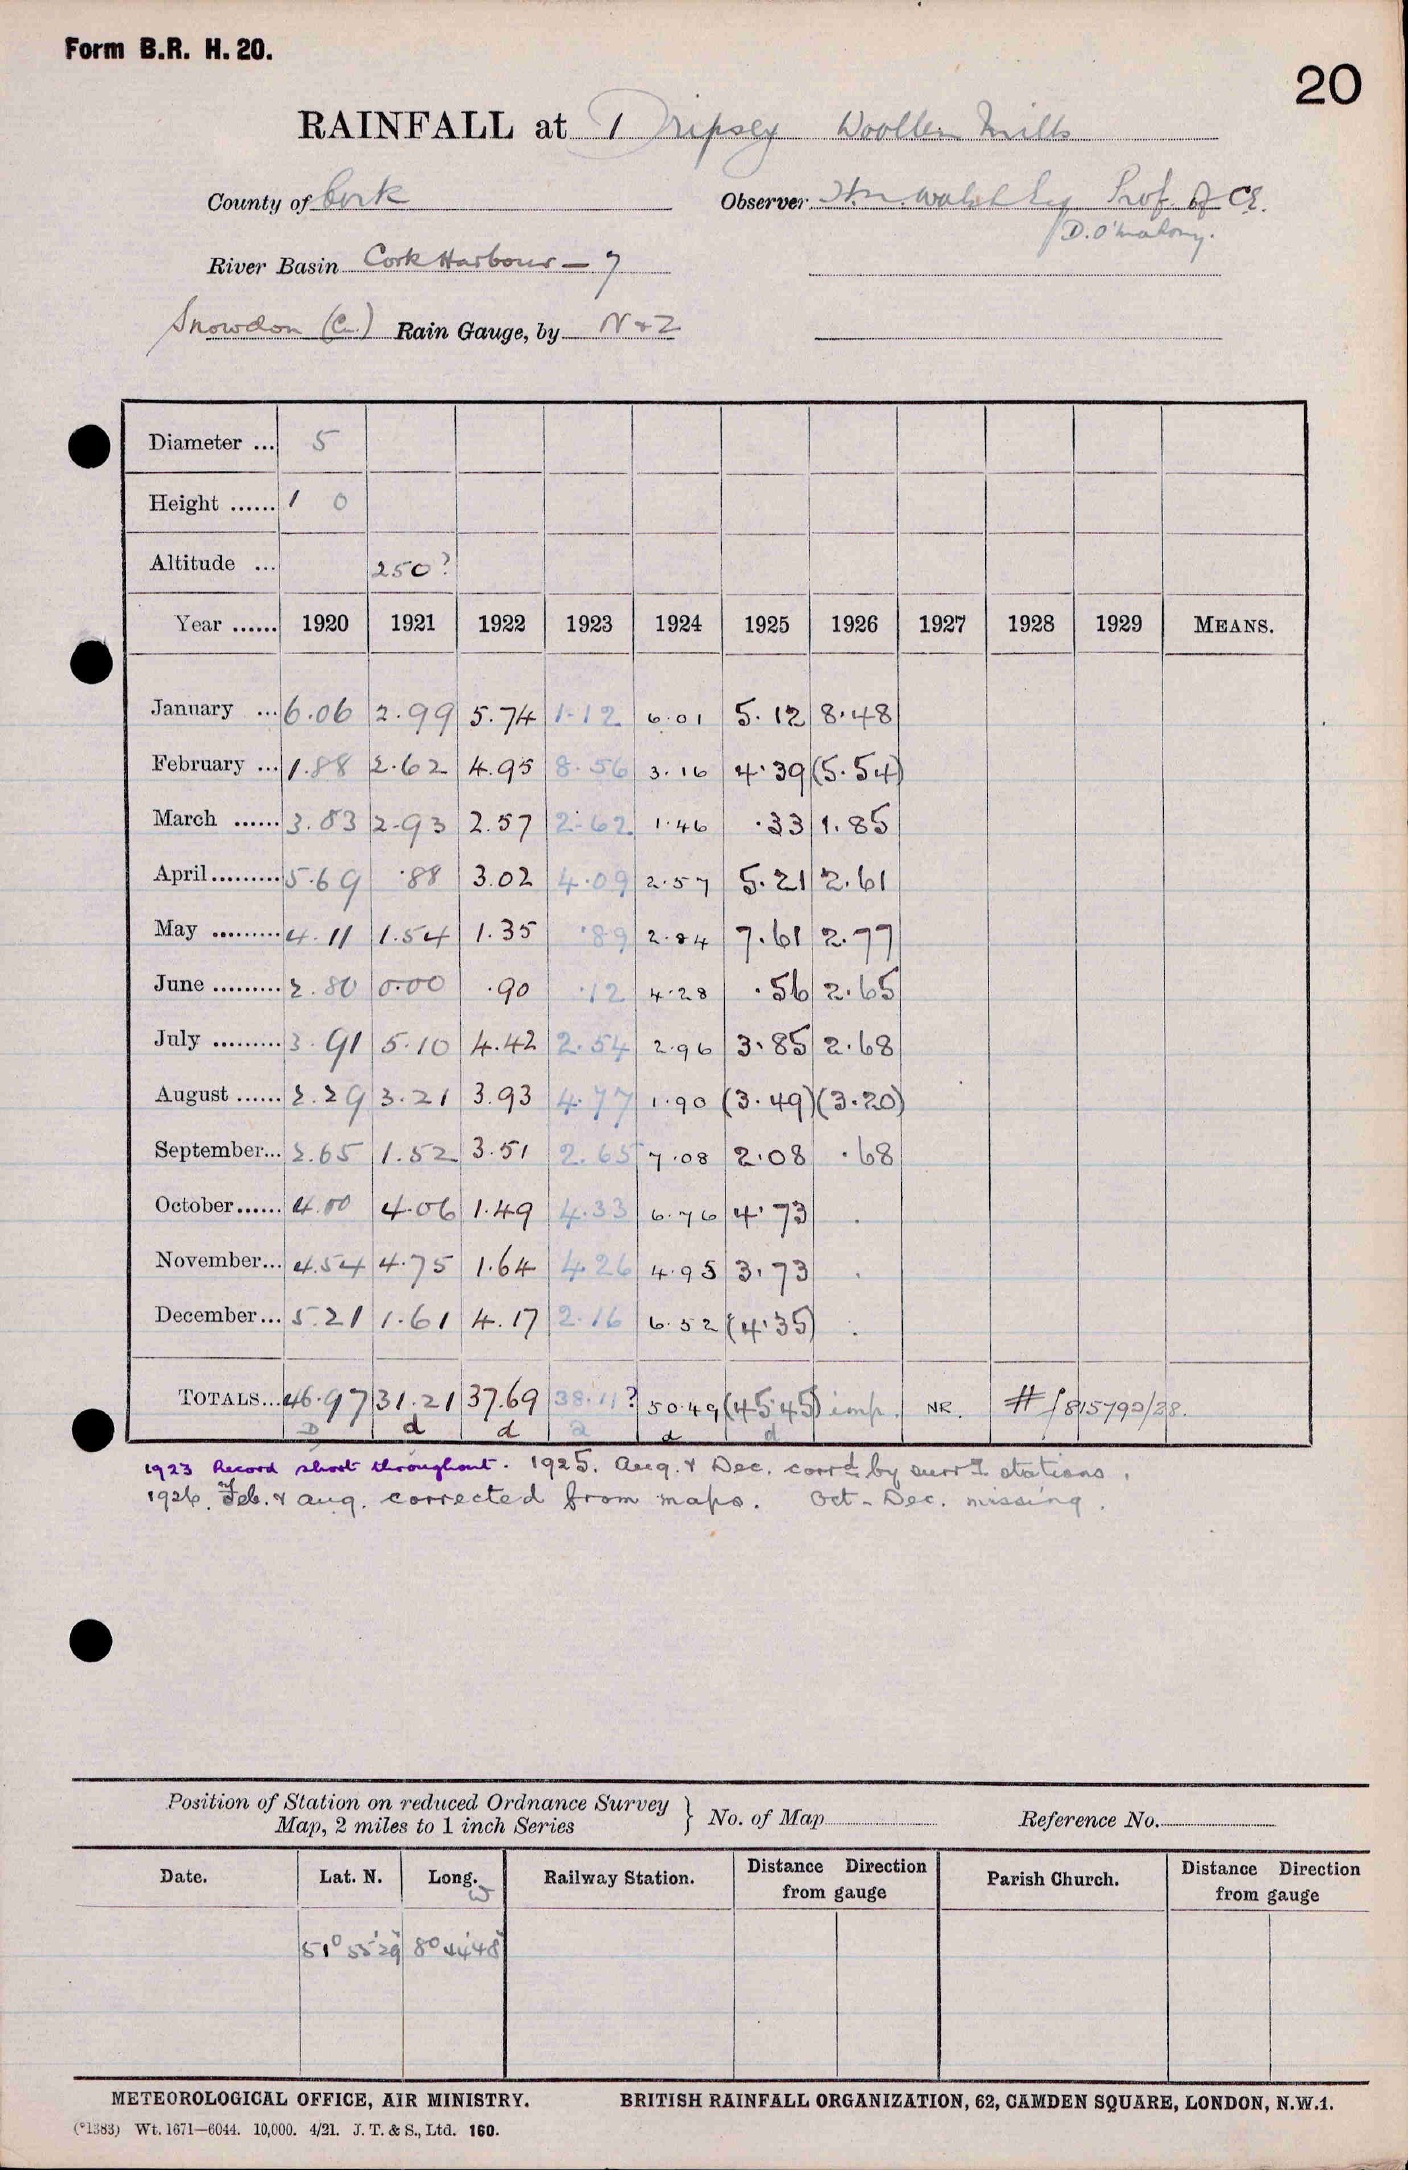 Form B.R. H. 20.
20
RAINFALL at Dripsey Woollen Mills
County of Cork Observer Prof. of CE.
D. O'Mahony.
River Basin Cork Harbour – 7
Snowdon (Cu.) Rain Gauge, by N & Z
Diameter ... 5
Height ...... 1 0
Altitude ... 250?
Year ...... 1920 1921 1922 1923 1924 1925 1926 1927 1928 1929 MEANS.
January ... 6.06 2.99 5.74 1.12 6.01 5.12 8.48
February ... 1.88 2.62 4.95 8.56 3.16 4.39 (5.54)
March ...... 3.83 2.93 2.57 2.62 1.46 .33 1.85
April ......... 5.69 .88 3.02 4.09 2.57 5.21 2.61
May ......... 4.11 1.54 1.35 .89 2.84 7.61 2.77
June ......... 2.80 0.00 .90 .12 4.28 .56 2.65
July ......... 3.91 5.10 4.42 2.54 2.96 3.85 2.68
August ...... 2.29 3.21 3.93 4.77 1.90 (3.49) (3.20)
September... 2.65 1.52 3.51 2.65 7.08 2.08 .68
October ...... 4.00 4.06 1.49 4.33 6.76 4.73 .
November... 4.54 4.75 1.64 4.26 4.95 3.73 .
December... 5.21 1.61 4.17 2.16 6.52 (4.35) .
TOTALS... 46.97 31.21 37.69 38.11? 50.49 (45.45) imp. NR. # /815790/28.
D d d a d d
1923 Record short throughout. 1925. Aug. & Dec. corrd by surrg stations.
1926. Feb. & Aug. corrected from maps. Oct - Dec. missing.
Position of Station on reduced Ordnance Survey } No. of Map Reference No.
Map, 2 miles to 1 inch Series
Date. Lat. N. Long. W Railway Station. Distance Direction from gauge Parish Church. Distance Direction from gauge
51° 55' 29" 8° 44' 48"
METEOROLOGICAL OFFICE, AIR MINISTRY. BRITISH RAINFALL ORGANIZATION, 62, CAMDEN SQUARE, LONDON, N.W.1.
(*1383) Wt. 1671—6044. 10,000. 4/21. J. T. & S., Ltd. 160.